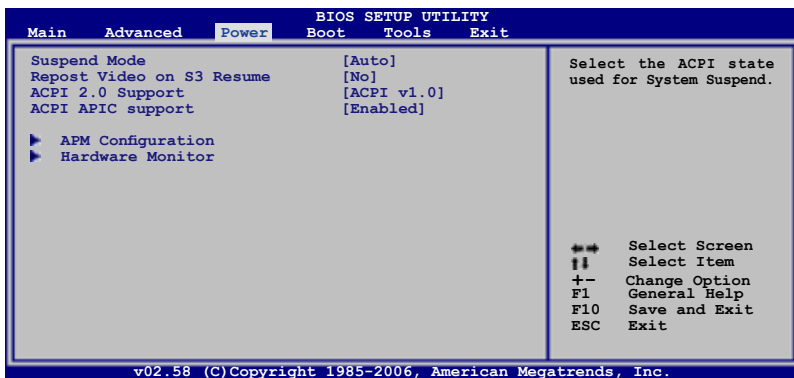 BIOS SETUP UTILITY
Main Advanced Power Boot Tools Exit
Suspend Mode [Auto]
Repost Video on S3 Resume [No]
ACPI 2.0 Support [ACPI v1.0]
ACPI APIC support [Enabled]
APM Configuration
Hardware Monitor
Select the ACPI state
used for System Suspend.
Select Screen
Select Item
+- Change Option
F1 General Help
F10 Save and Exit
ESC Exit
v02.58 (C)Copyright 1985-2006, American Megatrends, Inc.